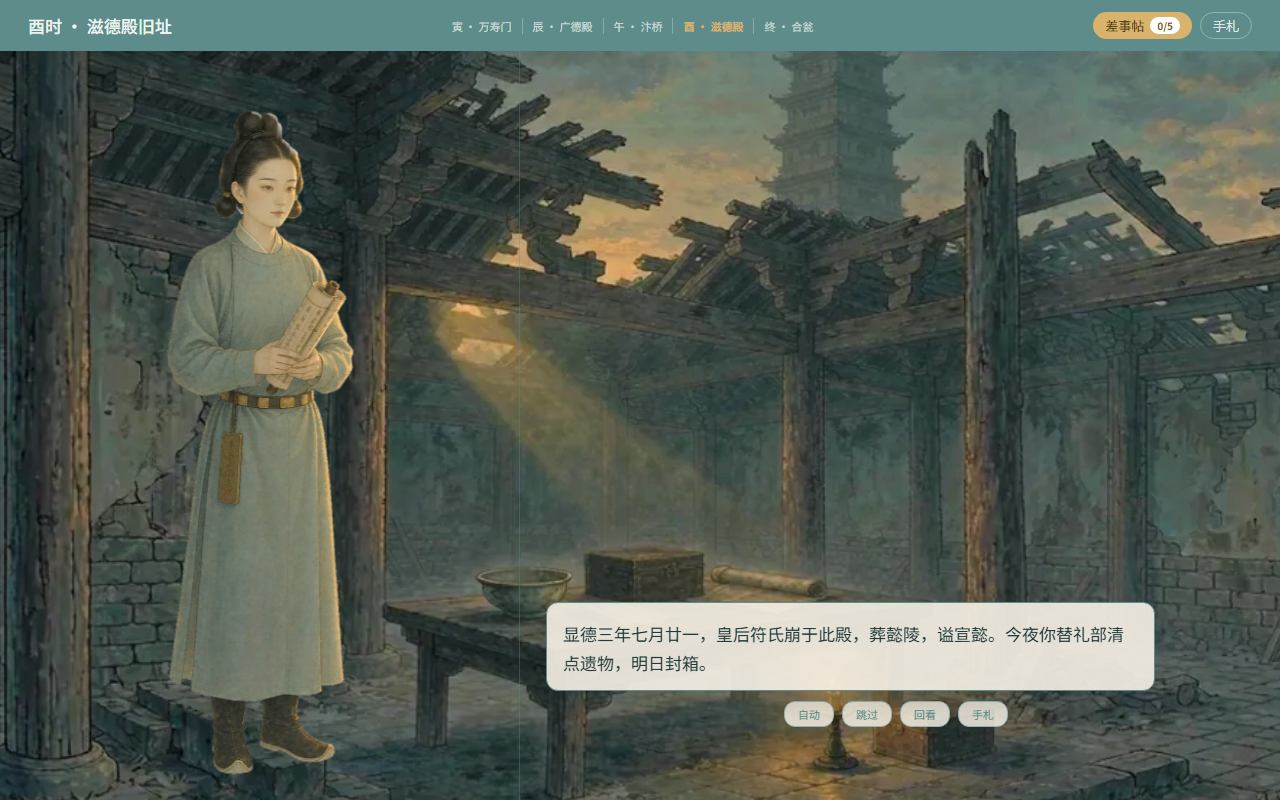 酉时 · 滋德殿旧址
寅 · 万寿门
辰 · 广德殿
午 · 汴桥
酉 · 滋德殿
终 · 合瓮
差事帖 0/5
手札
显德三年七月廿一，皇后符氏崩于此殿，葬懿陵，谥宣懿。今夜你替礼部清
点遗物，明日封箱。
自动
跳过
回看
手札